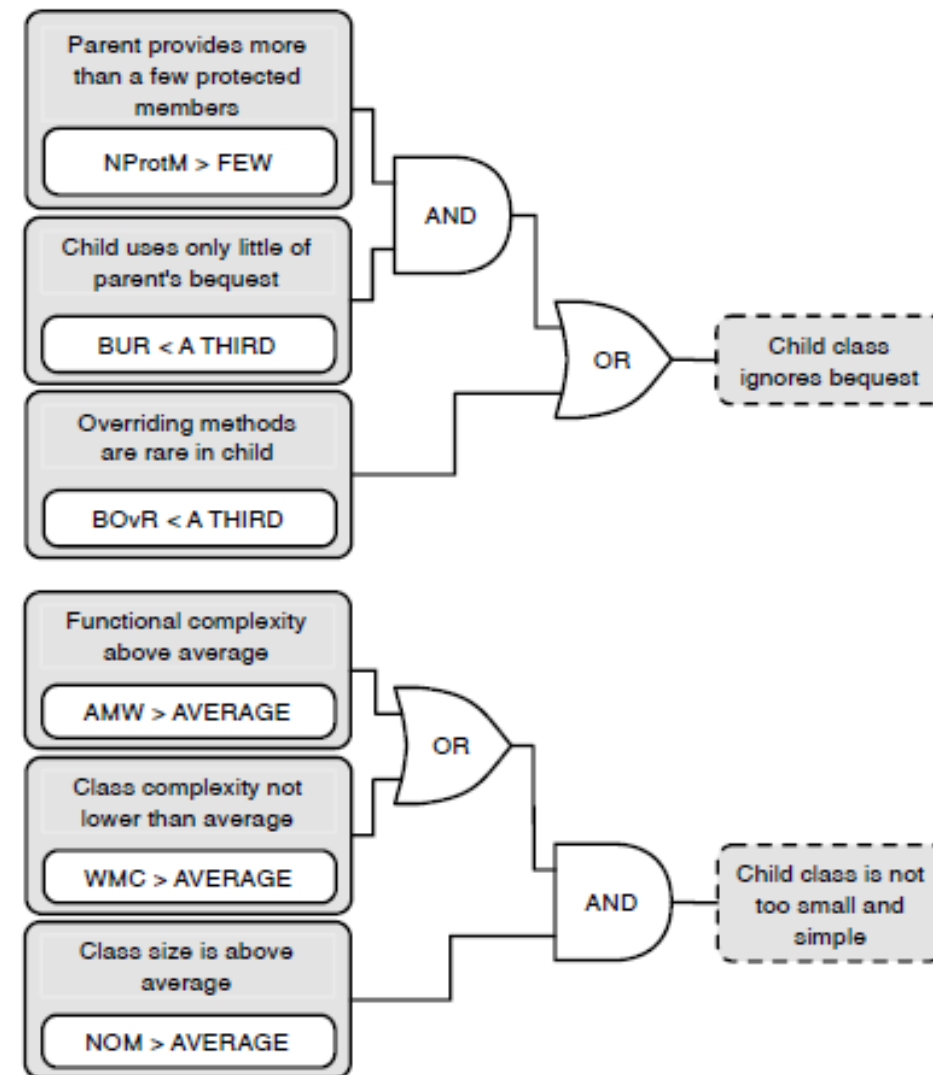 Parent provides more
than a few protected
members
NProtM > FEW
AND
Child uses only little of
parent's bequest
BUR < A THIRD
OR
Child class
ignores bequest
Overriding methods
are rare in child
BOvR < A THIRD
Functional complexity
above average
AMW > AVERAGE
OR
Class complexity not
lower than average
WMC > AVERAGE
AND
Child class is not
too small and
simple
Class size is above
average
NOM > AVERAGE